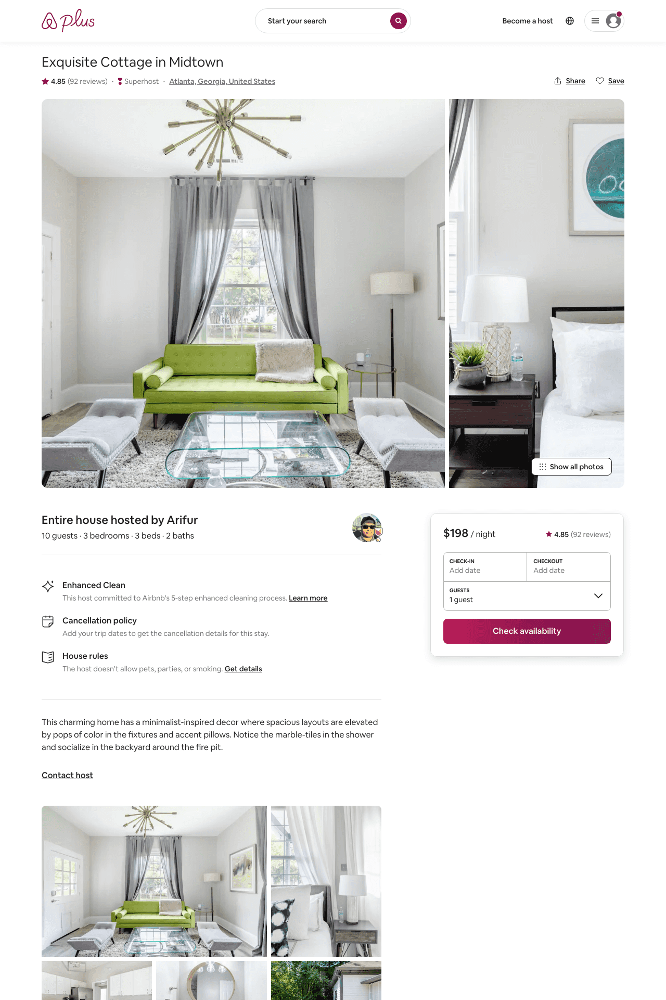 plus
Start your search
Become a host
Exquisite Cottage in Midtown
4.85 (92 reviews) · Superhost · Atlanta, Georgia, United States
Share
Save
Show all photos
Entire house hosted by Arifur
10 guests · 3 bedrooms · 3 beds · 2 baths
Enhanced Clean
This host committed to Airbnb's 5-step enhanced cleaning process. Learn more
Cancellation policy
Add your trip dates to get the cancellation details for this stay.
House rules
The host doesn't allow pets, parties, or smoking. Get details
$198 / night
4.85 (92 reviews)
CHECK-IN
Add date
CHECKOUT
Add date
GUESTS
1 guest
Check availability
This charming home has a minimalist-inspired decor where spacious layouts are elevated
by pops of color in the fixtures and accent pillows. Notice the marble-tiles in the shower
and socialize in the backyard around the fire pit.
Contact host